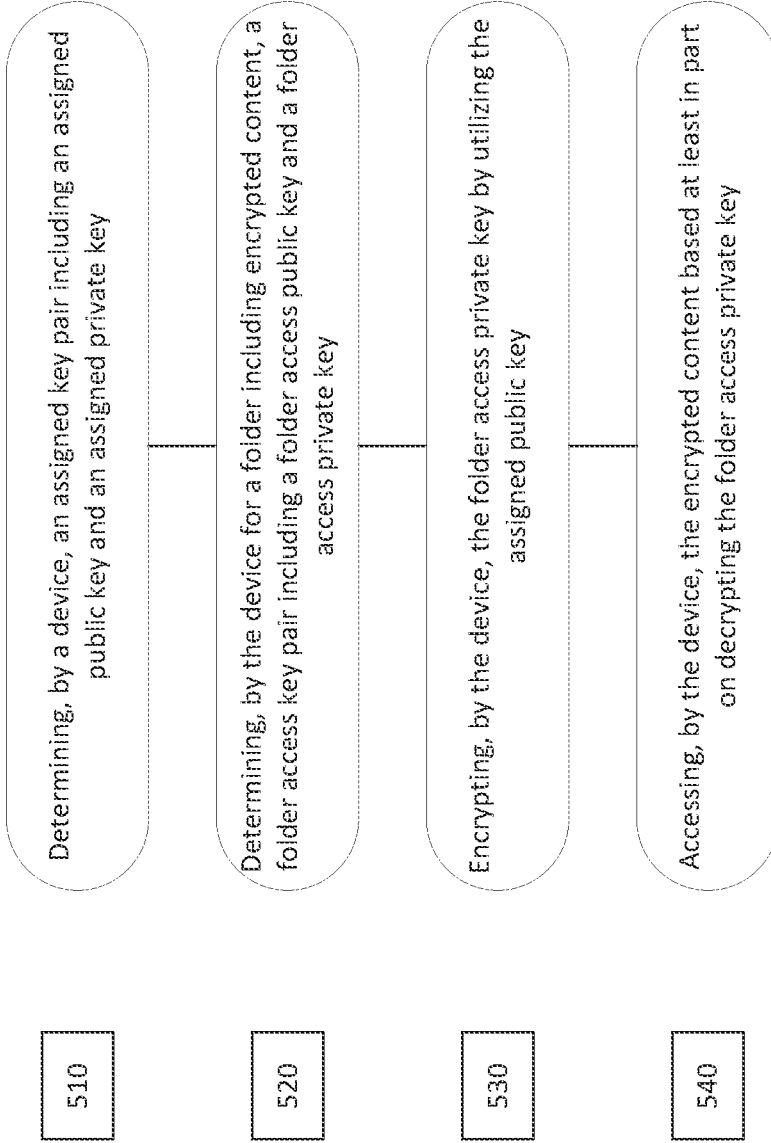 510
Determining, by a device, an assigned key pair including an assigned
public key and an assigned private key
520
Determining, by the device for a folder including encrypted content, a
folder access key pair including a folder access public key and a folder
access private key
530
Encrypting, by the device, the folder access private key by utilizing the
assigned public key
540
Accessing, by the device, the encrypted content based at least in part
on decrypting the folder access private key